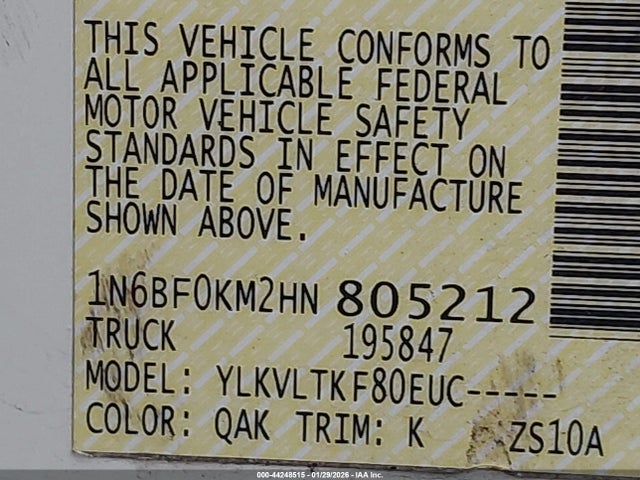 THIS VEHICLE CONFORMS TO
ALL APPLICABLE FEDERAL
MOTOR VEHICLE SAFETY
STANDARDS IN EFFECT ON
THE DATE OF MANUFACTURE
SHOWN ABOVE.
1N6BF0KM2HN 805212
TRUCK 195847
MODEL: YLKVLTKF80EUC-----
COLOR: QAK TRIM: K ZS10A
000-44248515 - 01/29/2026 - IAA Inc.